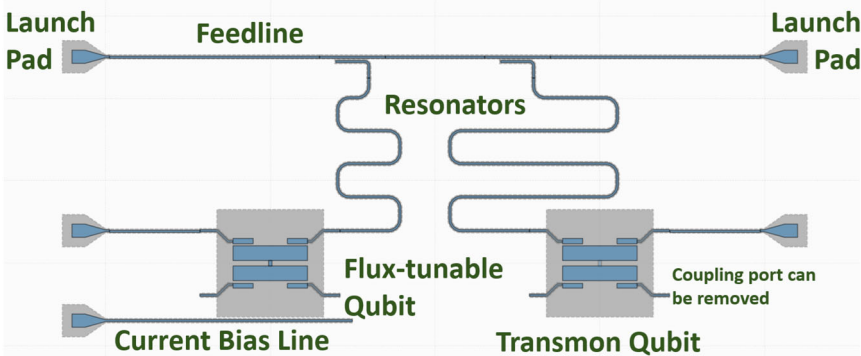 Launch
Pad
Feedline
Launch
Pad
Resonators
Flux-tunable
Qubit
Coupling port can
be removed
Current Bias Line
Transmon Qubit